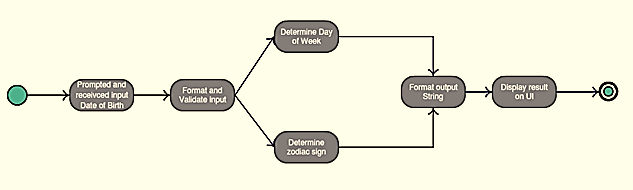 Prompted and
receivced input
Date of Birth
Format and
Validate Input
Determine Day
of Week
Determine
zodiac sign
Format output
String
Display result
on UI